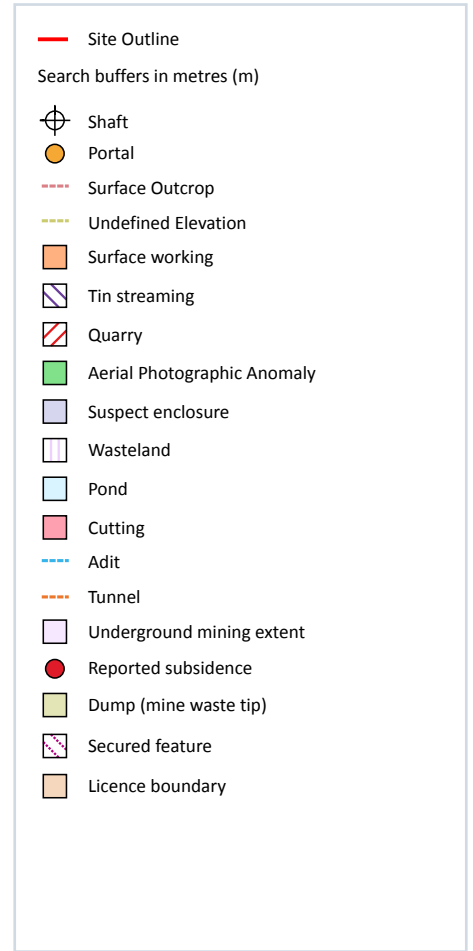 Site Outline
Search buffers in metres (m)
Shaft
Portal
Surface Outcrop
Undefined Elevation
Surface working
Tin streaming
Quarry
Aerial Photographic Anomaly
Suspect enclosure
Wasteland
Pond
Cutting
Adit
Tunnel
Underground mining extent
Reported subsidence
Dump (mine waste tip)
Secured feature
Licence boundary